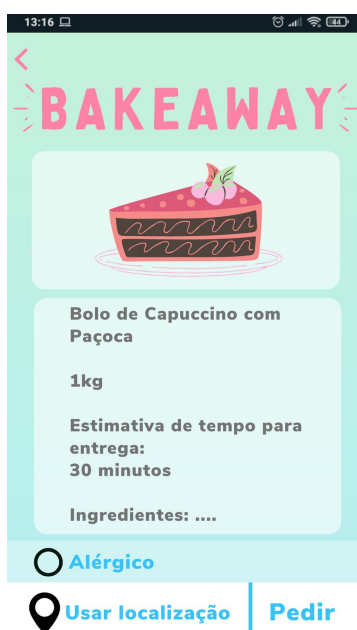 13:16
44
BAKEAWAY
Bolo de Capuccino com
Paçoca
1kg
Estimativa de tempo para
entrega:
30 minutos
Ingredientes: ....
Alérgico
Usar localização
Pedir